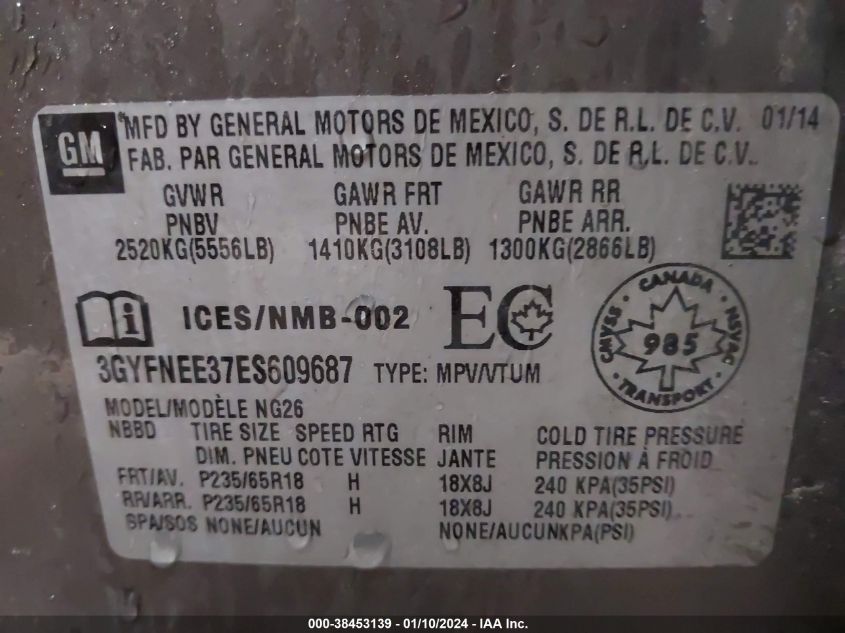 GM
MFD BY GENERAL MOTORS DE MEXICO, S. DE R.L. DE C.V. 01/14
FAB. PAR GENERAL MOTORS DE MEXICO, S. DE R.L. DE C.V.
GVWR GAWR FRT GAWR RR
PNBV PNBE AV. PNBE ARR.
2520KG(5556LB) 1410KG(3108LB) 1300KG(2866LB)
i ICES/NMB-002 EC
CANADA
CMVSS 985 NSVAC
TRANSPORT
3GYFNEE37ES609687 TYPE: MPV/VTUM
MODEL/MODÈLE NG26
NBBD TIRE SIZE SPEED RTG RIM COLD TIRE PRESSURE
DIM. PNEU COTE VITESSE JANTE PRESSION À FROID
FRT/AV. P235/65R18 H 18X8J 240 KPA(35PSI)
RR/ARR. P235/65R18 H 18X8J 240 KPA(35PSI)
SPA/SOS NONE/AUCUN NONE/AUCUNKPA(PSI)
000-38453139 - 01/10/2024 - IAA Inc.